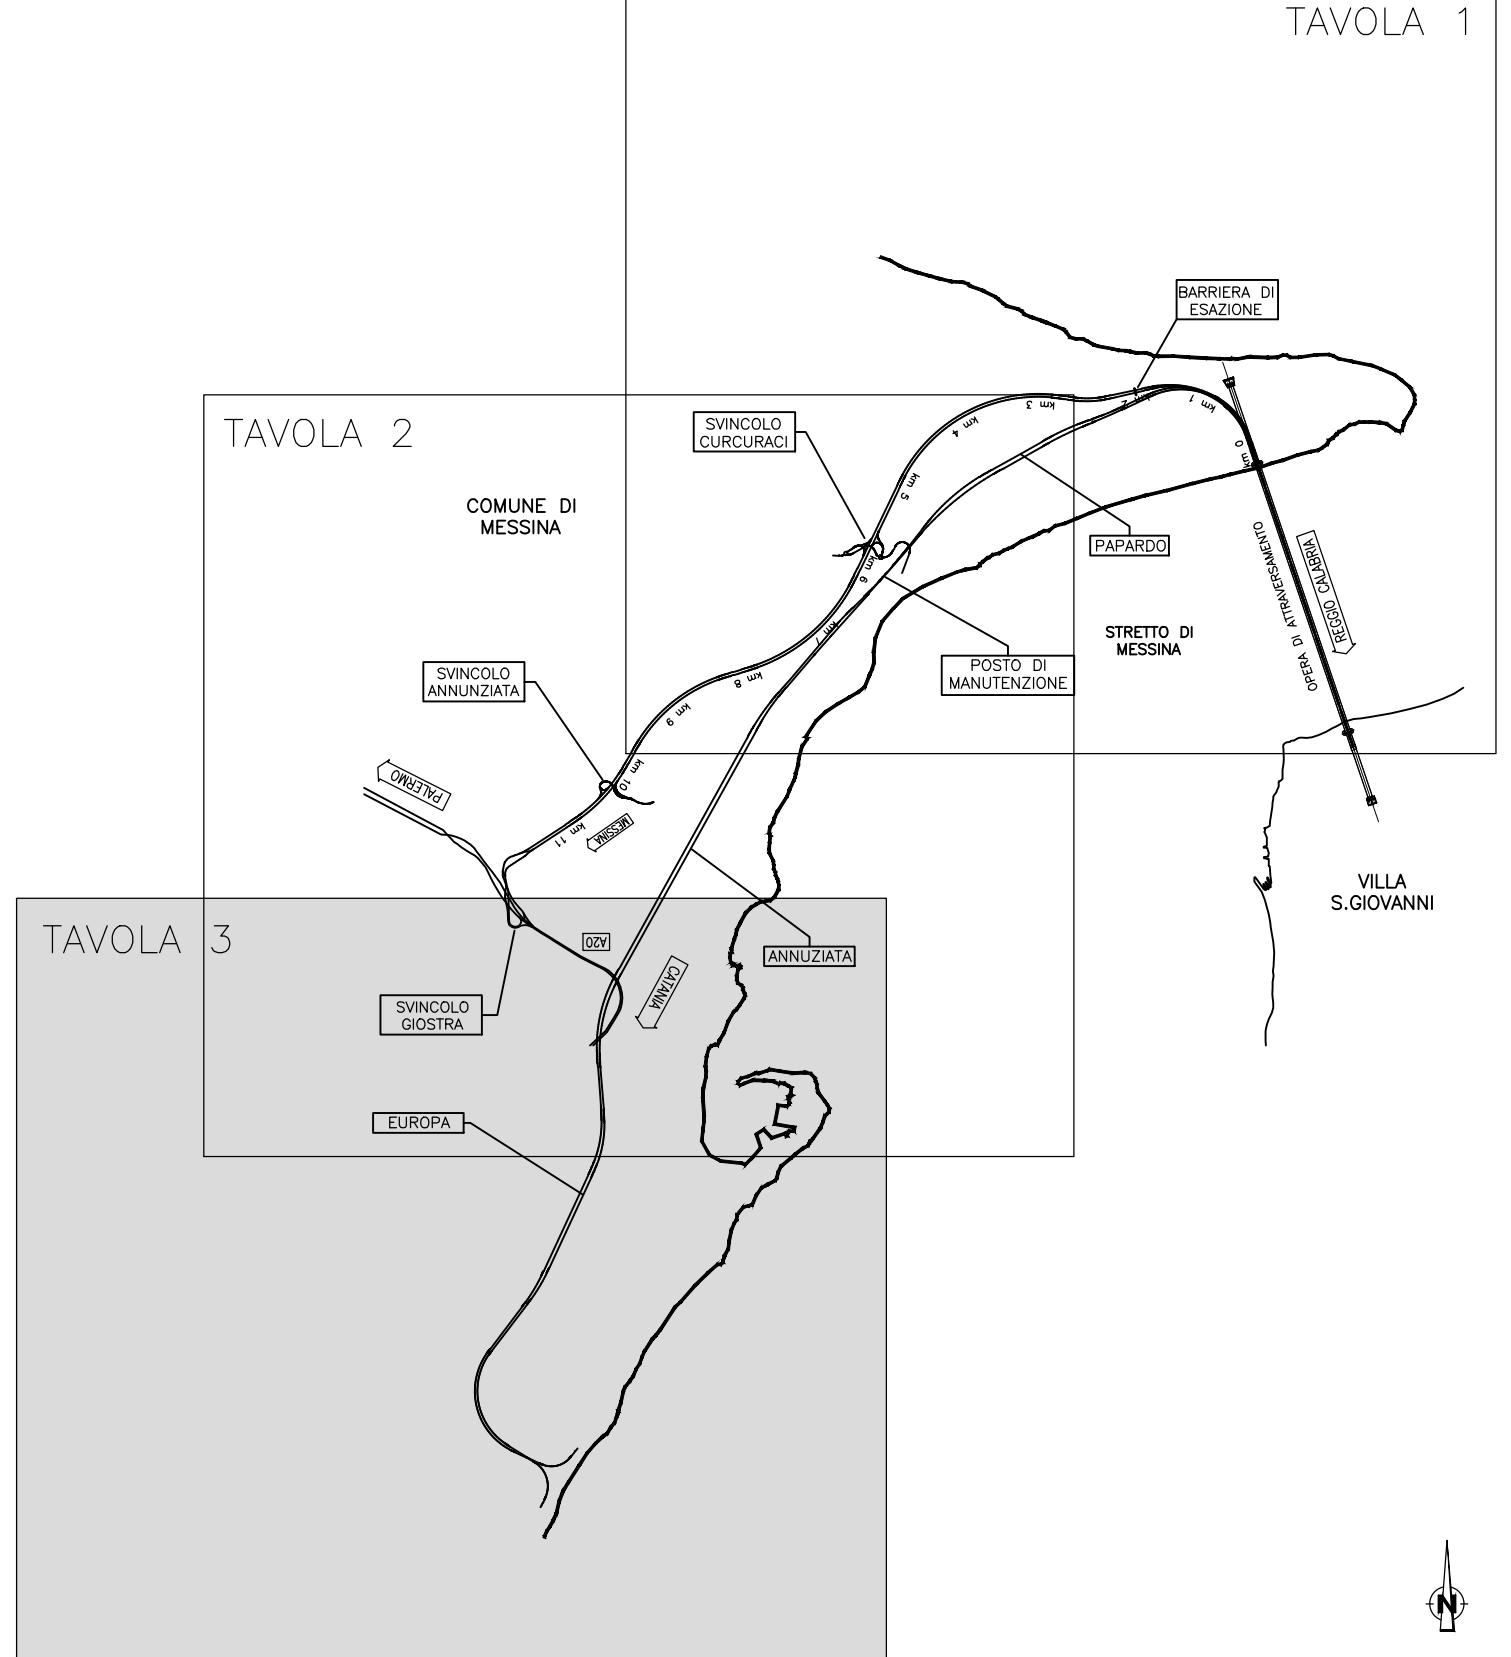 TAVOLA 1
BARRIERA DI
ESAZIONE
TAVOLA 2
SVINCOLO
CURCURACI
km 0
km 1
km 2
km 3
km 4
km 5
km 6
km 7
km 8
km 9
km 10
km 11
COMUNE DI
MESSINA
PAPARDO
OPERA DI ATTRAVERSAMENTO
REGGIO CALABRIA
STRETTO DI
MESSINA
POSTO DI
MANUTENZIONE
SVINCOLO
ANNUNZIATA
PALERMO
MESSINA
VILLA
S.GIOVANNI
TAVOLA 3
A20
ANNUZIATA
CATANIA
SVINCOLO
GIOSTRA
EUROPA
N